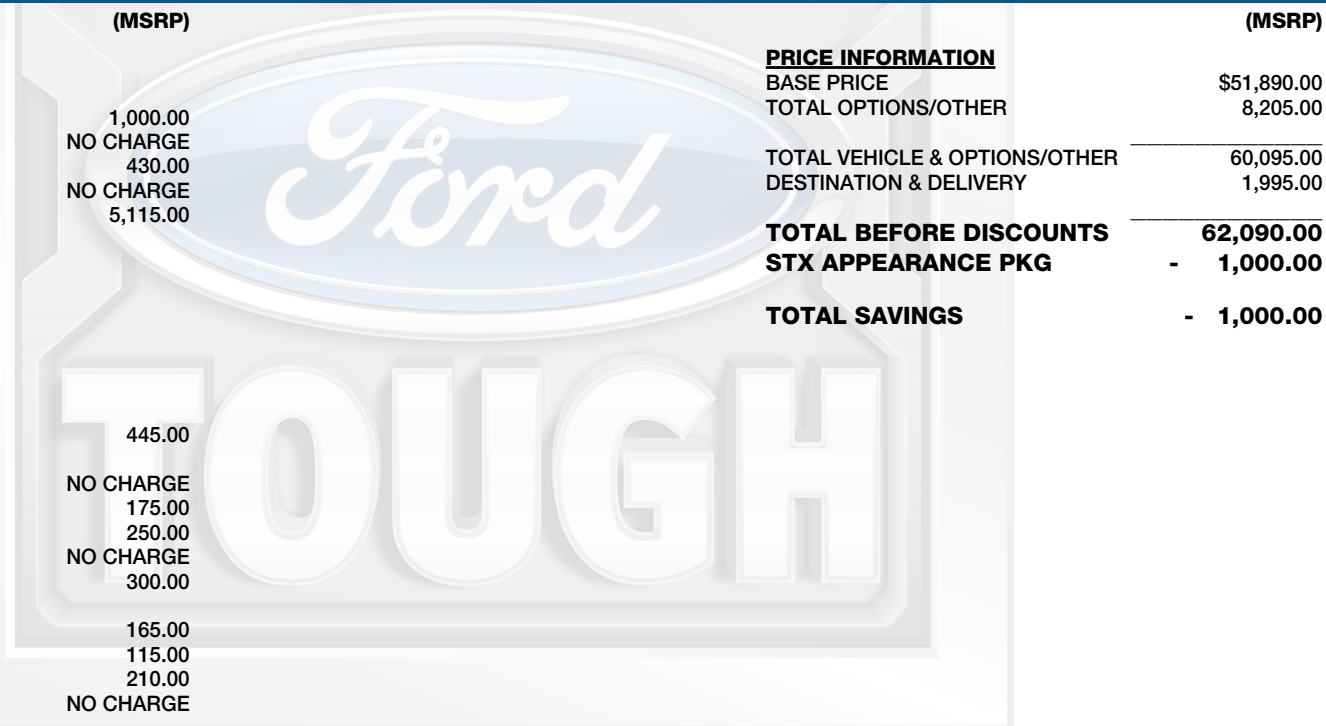 (MSRP)
1,000.00
NO CHARGE
430.00
NO CHARGE
5,115.00
445.00
NO CHARGE
175.00
250.00
NO CHARGE
300.00
165.00
115.00
210.00
NO CHARGE
Ford
TOUGH
(MSRP)
PRICE INFORMATION
BASE PRICE $51,890.00
TOTAL OPTIONS/OTHER 8,205.00
TOTAL VEHICLE & OPTIONS/OTHER 60,095.00
DESTINATION & DELIVERY 1,995.00
TOTAL BEFORE DISCOUNTS 62,090.00
STX APPEARANCE PKG - 1,000.00
TOTAL SAVINGS - 1,000.00